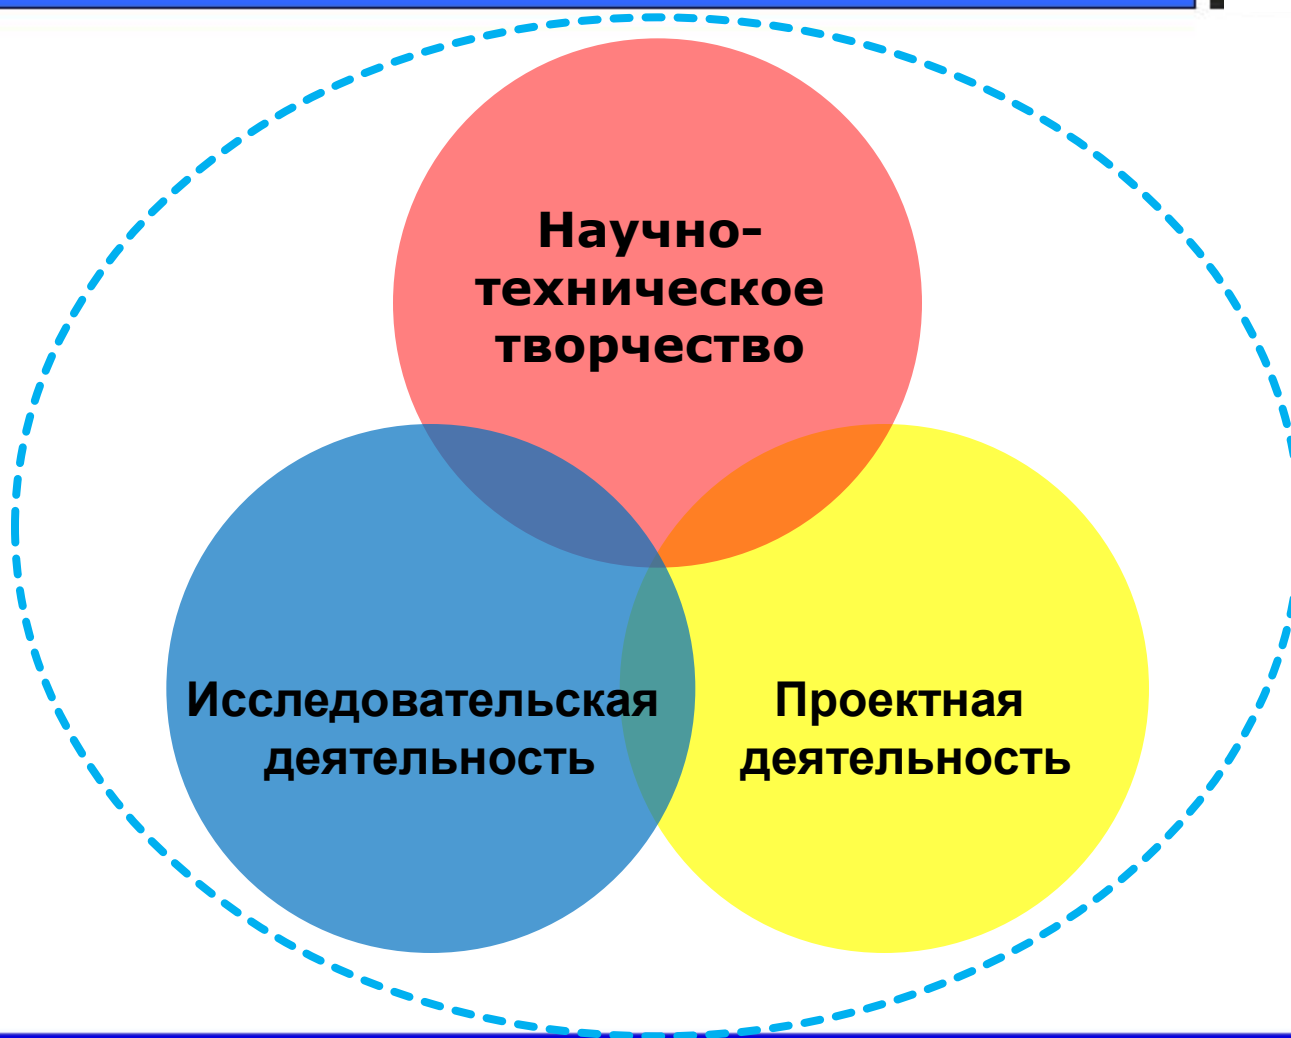 Научно-
техническое
творчество
Исследовательская
деятельность
Проектная
деятельность